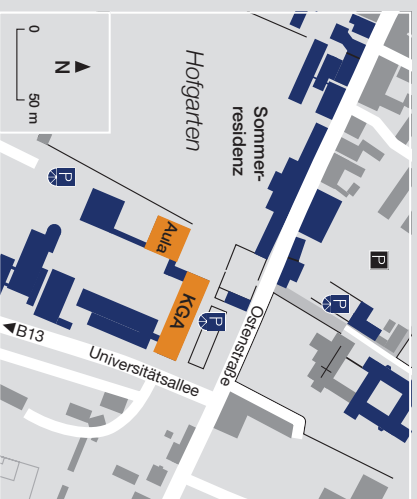 0
50 m
N
Hofgarten
Sommer-
residenz
P
P
Aula
KGA
P
P
Ostenstraße
Universitätsallee
B13